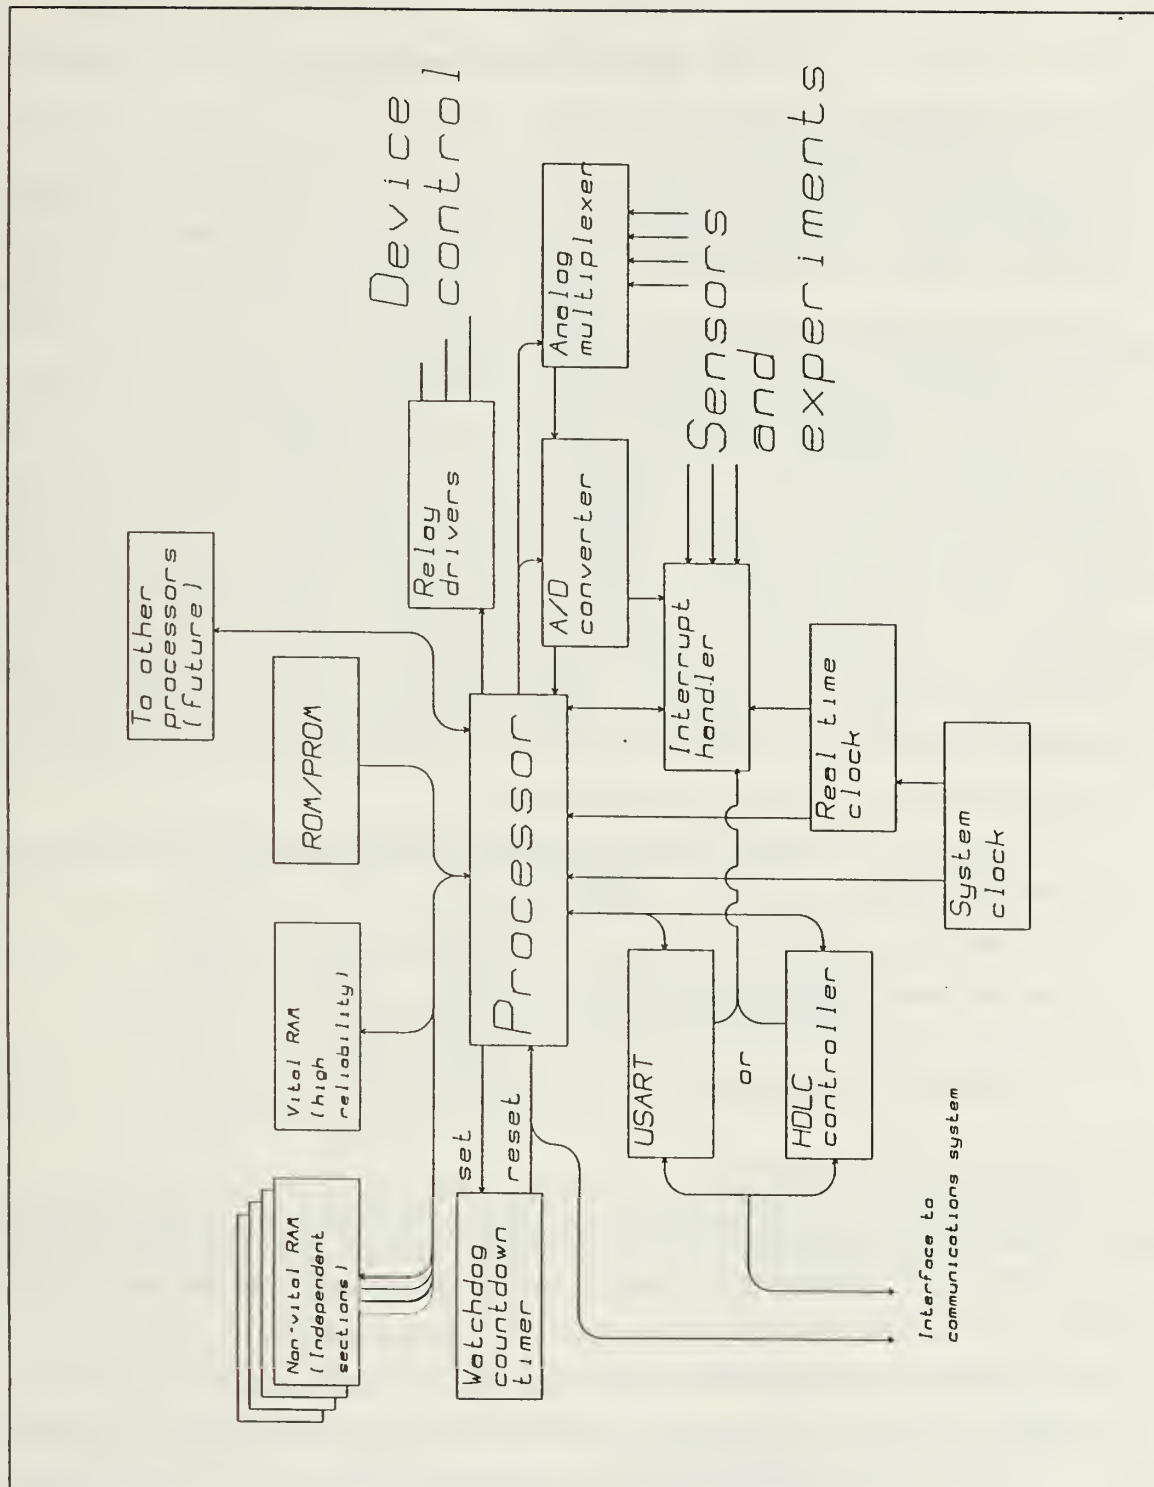 To other
processors
(future)
Non-vital RAM
(Independent
sections)
Vital RAM
(high
reliability)
ROM/PROM
Device
control
Relay
drivers
Watchdog
countdown
timer
set
reset
Processor
A/D
converter
Analog
multiplexer
USART
or
HDLC
controller
Interrupt
handler
Sensors
and
experiments
Real time
clock
System
clock
Interface to
communications system